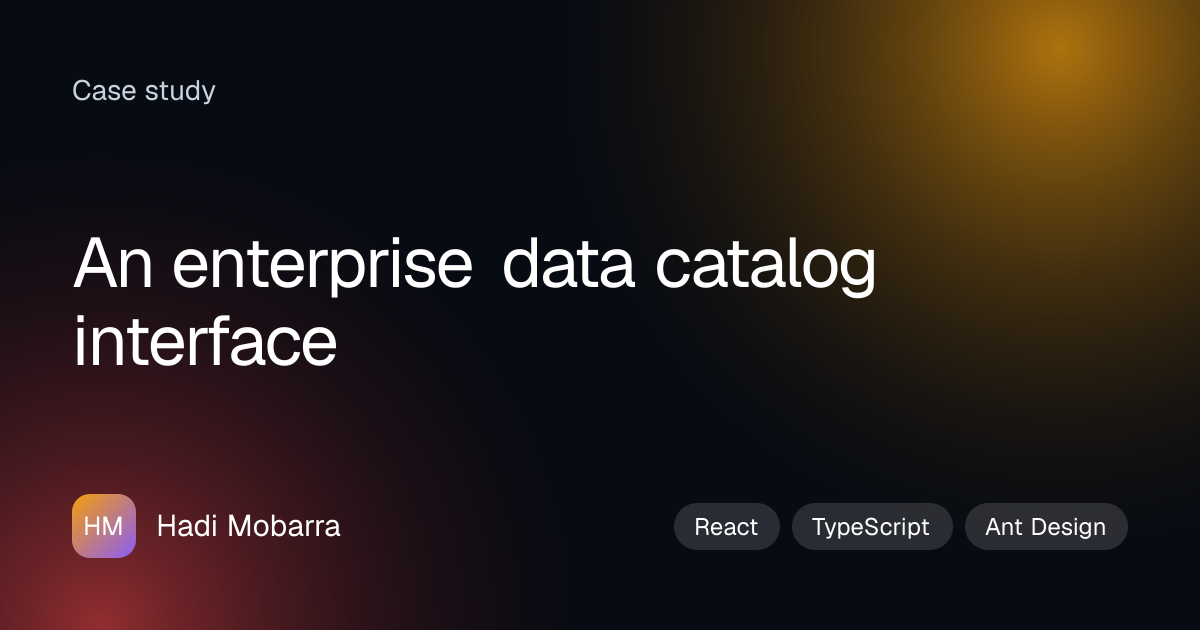 Case study
An enterprise data catalog
interface
HM
Hadi Mobarra
React
TypeScript
Ant Design